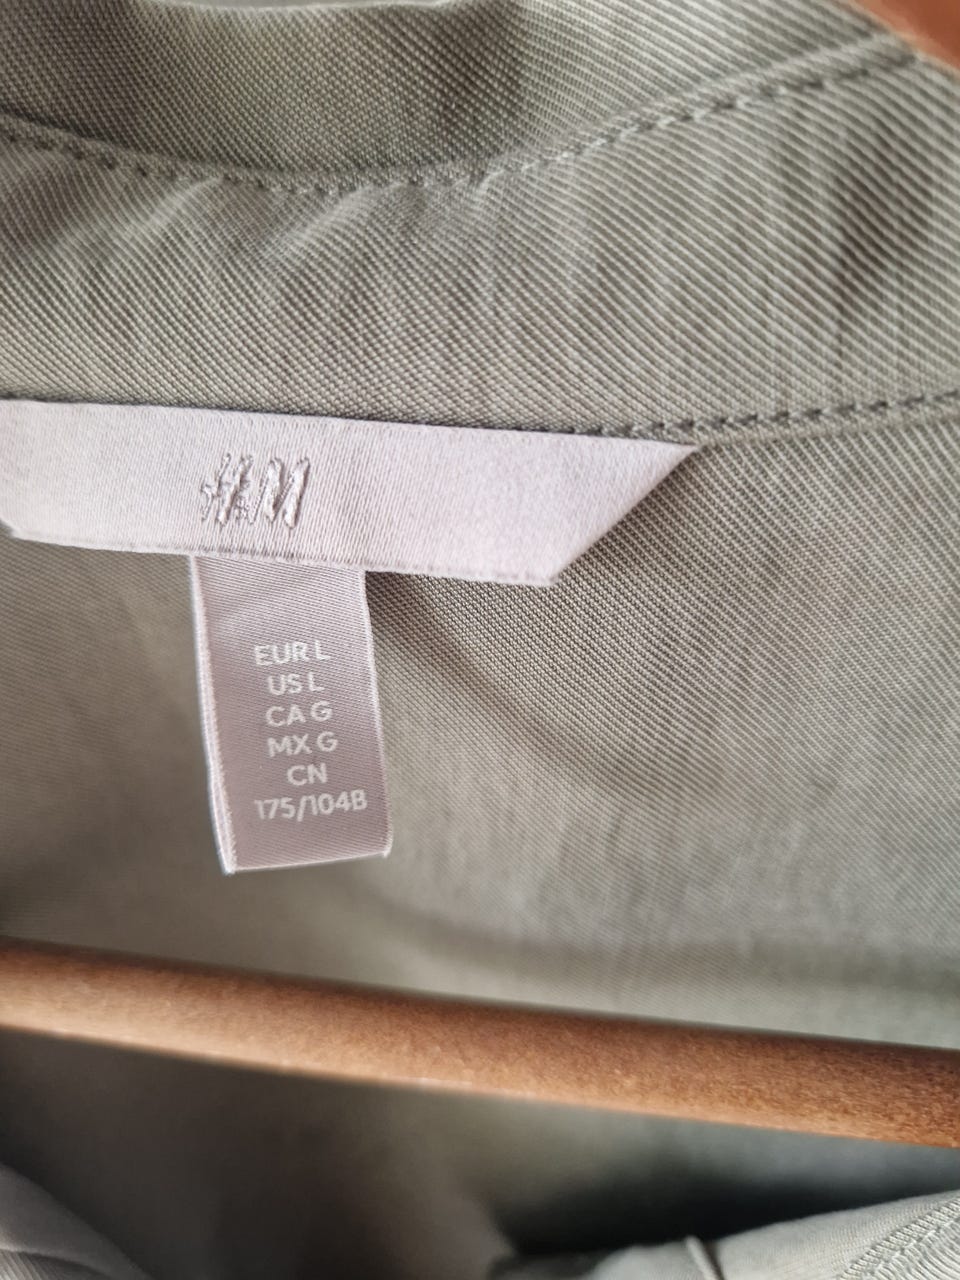 H&M
EUR L
US L
CA G
MX G
CN
175/104B